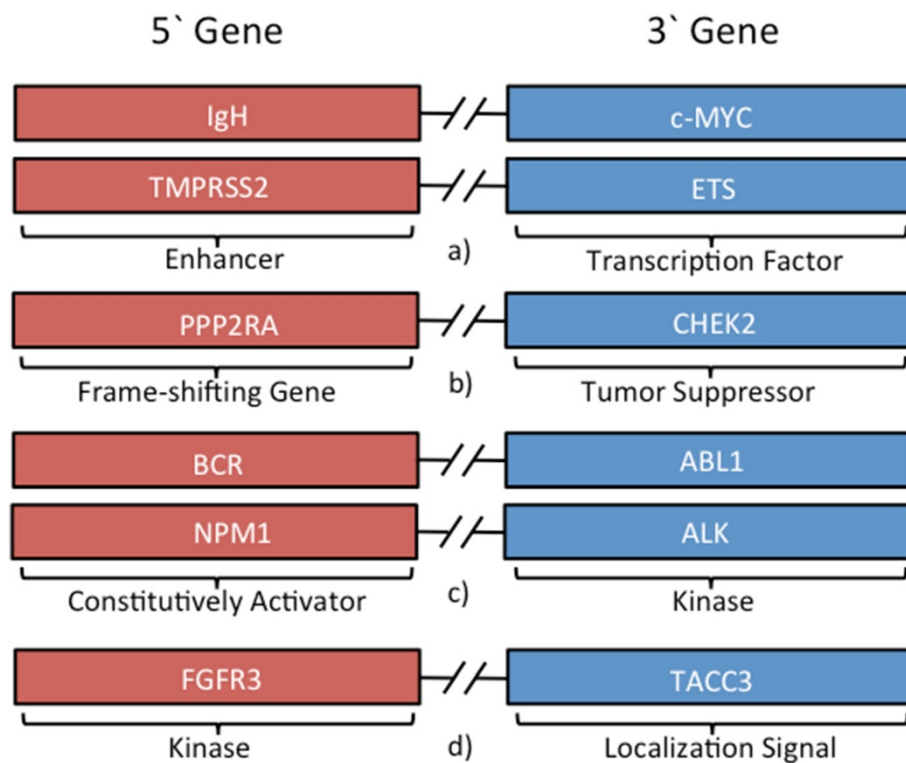 5` Gene 3` Gene
IgH c-MYC
TMPRSS2 ETS
Enhancer a) Transcription Factor
PPP2RA CHEK2
Frame-shifting Gene b) Tumor Suppressor
BCR ABL1
NPM1 ALK
Constitutively Activator c) Kinase
FGFR3 TACC3
Kinase d) Localization Signal